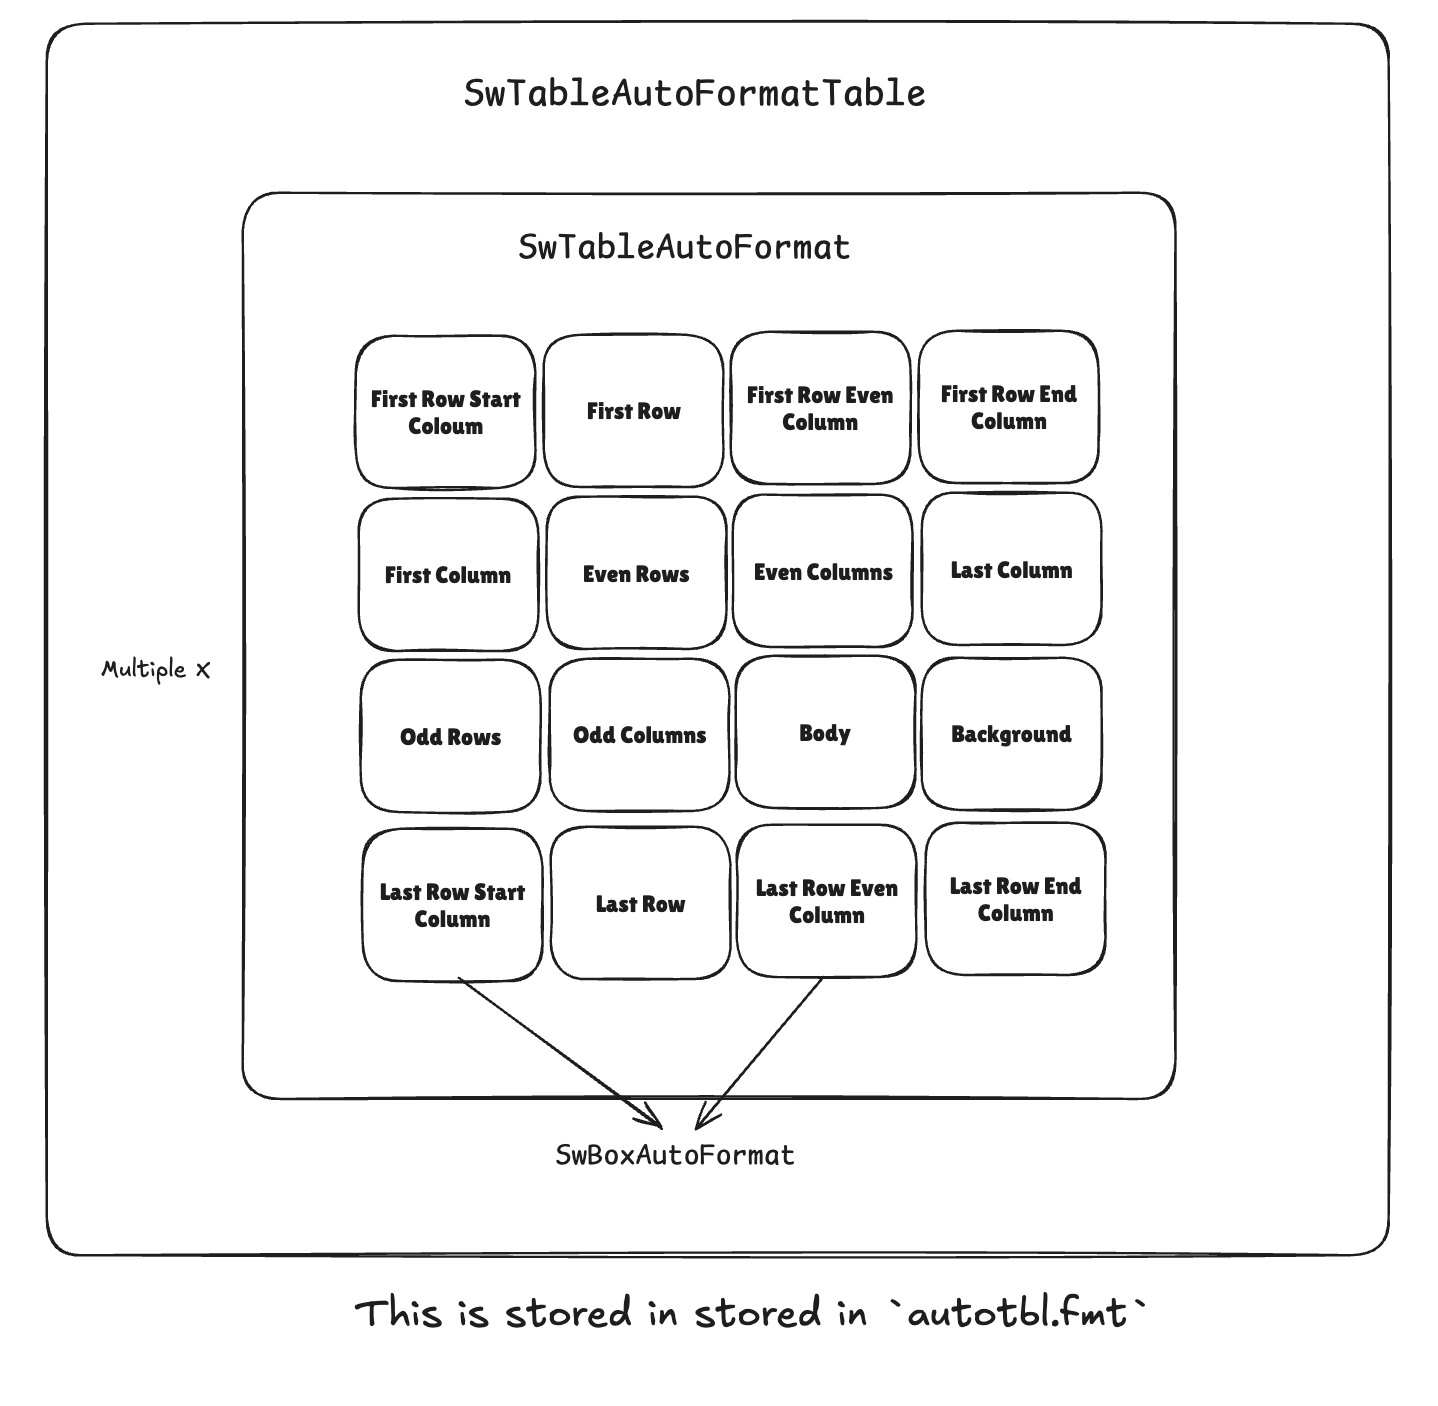 SwTableAutoFormatTable
SwTableAutoFormat
First Row Start
Coloum
First Row
First Row Even
Column
First Row End
Column
First Column
Even Rows
Even Columns
Last Column
Multiple X
Odd Rows
Odd Columns
Body
Background
Last Row Start
Column
Last Row
Last Row Even
Column
Last Row End
Column
SwBoxAutoFormat
This is stored in stored in `autotbl.fmt`